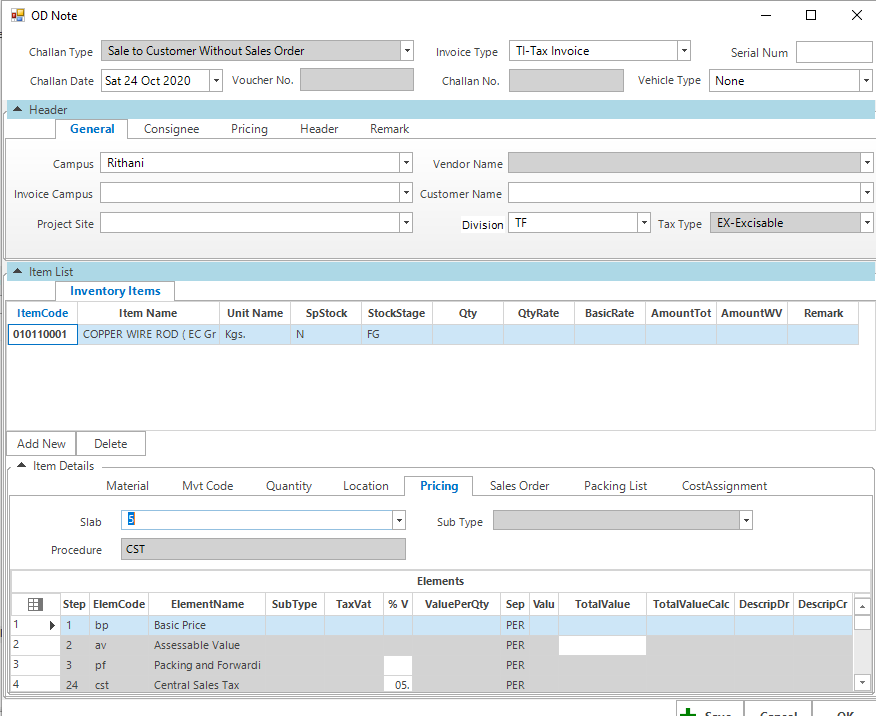 OD Note
Challan Type Sale to Customer Without Sales Order Invoice Type TI-Tax Invoice Serial Num
Challan Date Sat 24 Oct 2020 Voucher No. Challan No. Vehicle Type None
Header
General Consignee Pricing Header Remark
Campus Rithani Vendor Name
Invoice Campus Customer Name
Project Site Division TF Tax Type EX-Excisable
Item List
Inventory Items
ItemCode Item Name Unit Name SpStock StockStage Qty QtyRate BasicRate AmountTot AmountWV Remark
010110001 COPPER WIRE ROD ( EC Gr Kgs. N FG
Add New Delete
Item Details
Material Mvt Code Quantity Location Pricing Sales Order Packing List CostAssignment
Slab 5 Sub Type
Procedure CST
Elements
Step ElemCode ElementName SubType TaxVat % V ValuePerQty Sep Valu TotalValue TotalValueCalc DescripDr DescripCr
1 1 bp Basic Price PER
2 2 av Assessable Value PER
3 3 pf Packing and Forwardi PER
4 24 cst Central Sales Tax 05. PER
Save Cancel OK